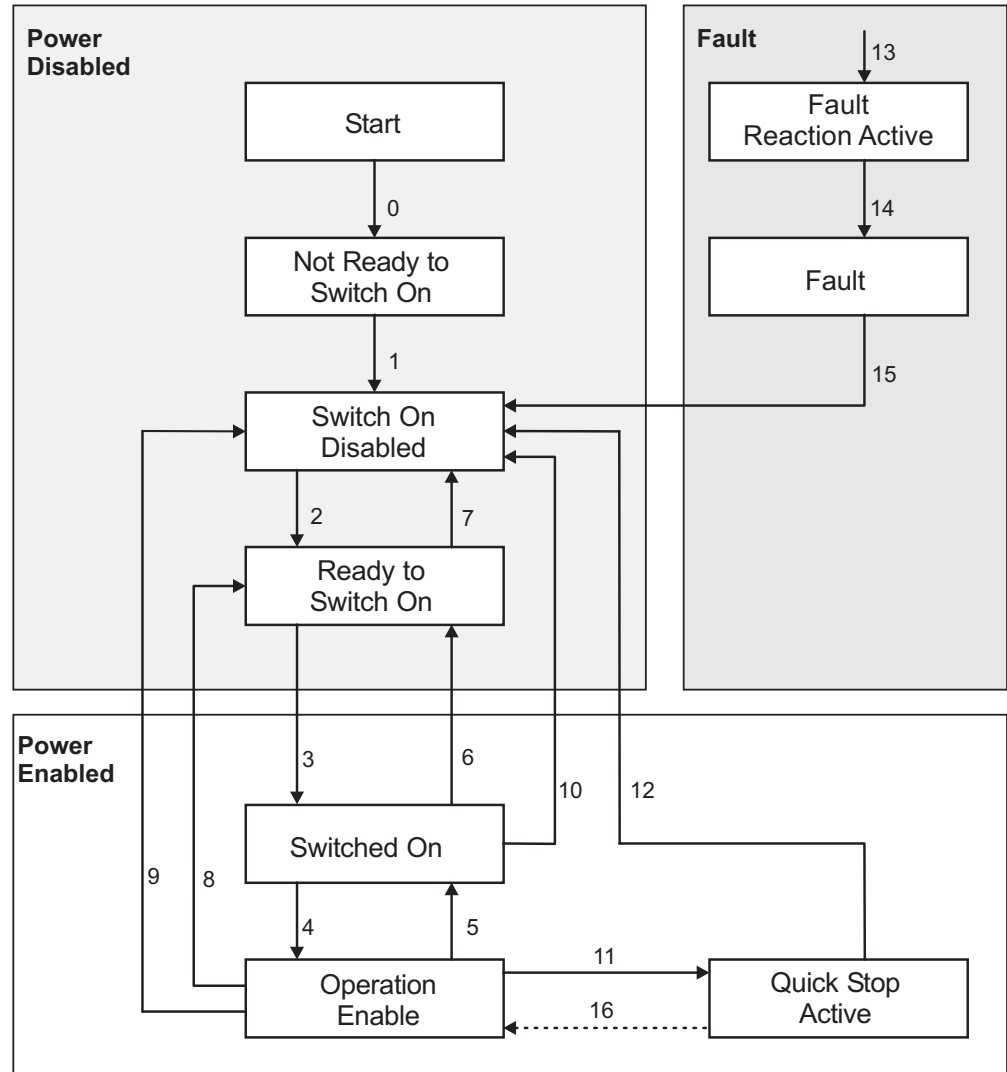 Power
Disabled
Start
0
Not Ready to
Switch On
1
Switch On
Disabled
2
7
Ready to
Switch On
Fault
13
Fault
Reaction Active
14
Fault
15
Power
Enabled
3
6
10
12
Switched On
9
8
4
5
Operation
Enable
11
16
Quick Stop
Active